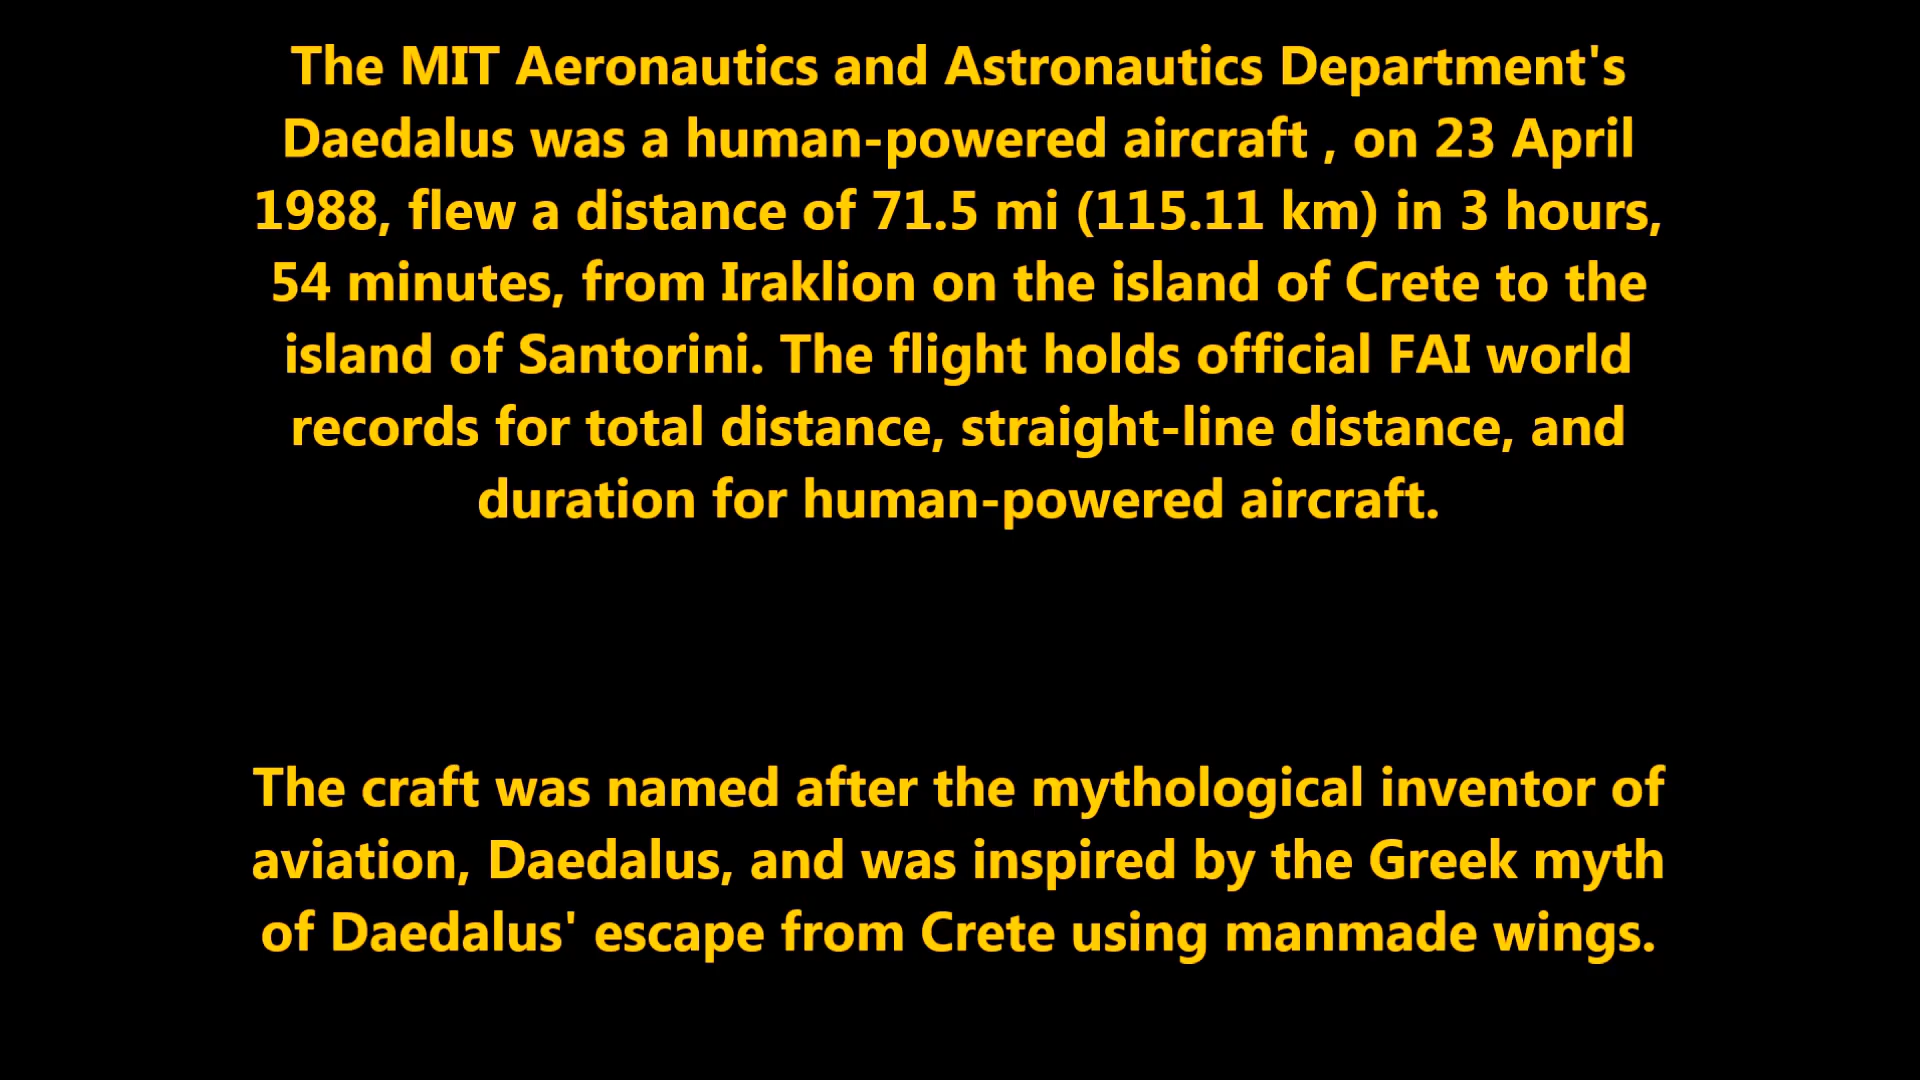 The MIT Aeronautics and Astronautics Department's
Daedalus was a human-powered aircraft , on 23 April
1988, flew a distance of 71.5 mi (115.11 km) in 3 hours,
54 minutes, from Iraklion on the island of Crete to the
island of Santorini. The flight holds official FAI world
records for total distance, straight-line distance, and
duration for human-powered aircraft.
The craft was named after the mythological inventor of
aviation, Daedalus, and was inspired by the Greek myth
of Daedalus' escape from Crete using manmade wings.